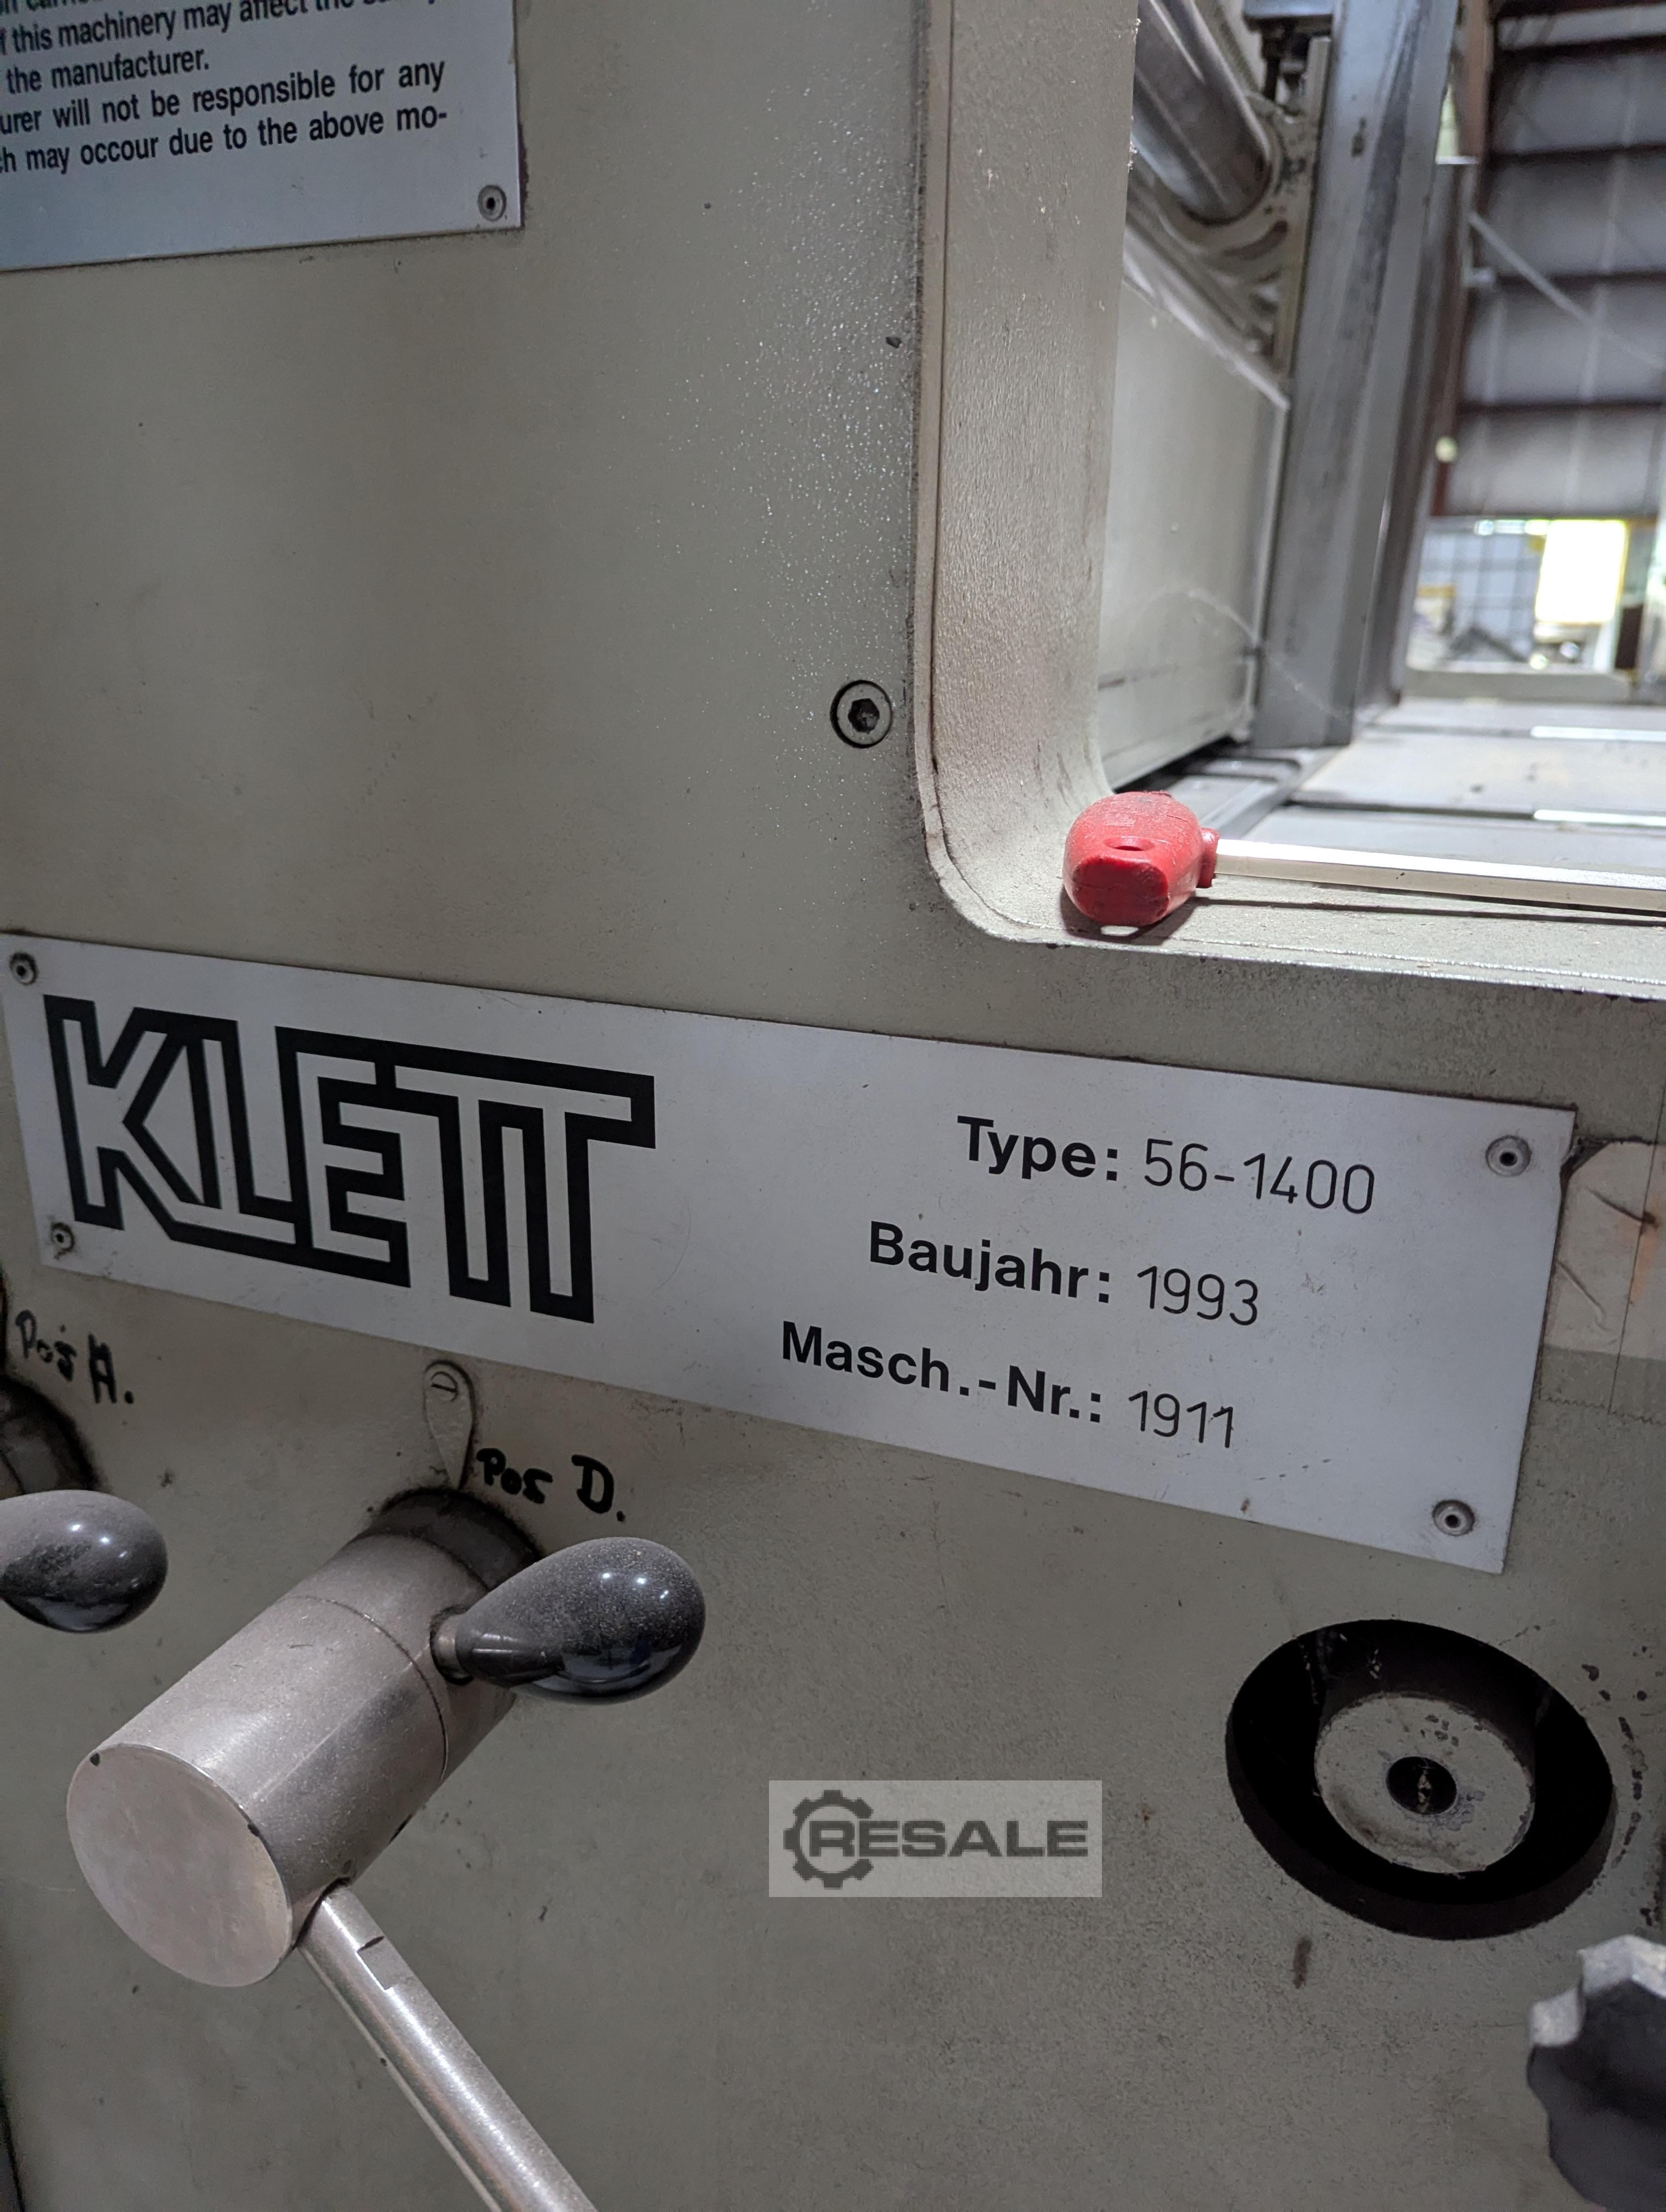 this machinery may affect the
the manufacturer.
urer will not be responsible for any
h may occour due to the above mo-
KLETT
Type: 56-1400
Baujahr: 1993
Masch.-Nr.: 1911
Pos H.
Pos D.
RESALE